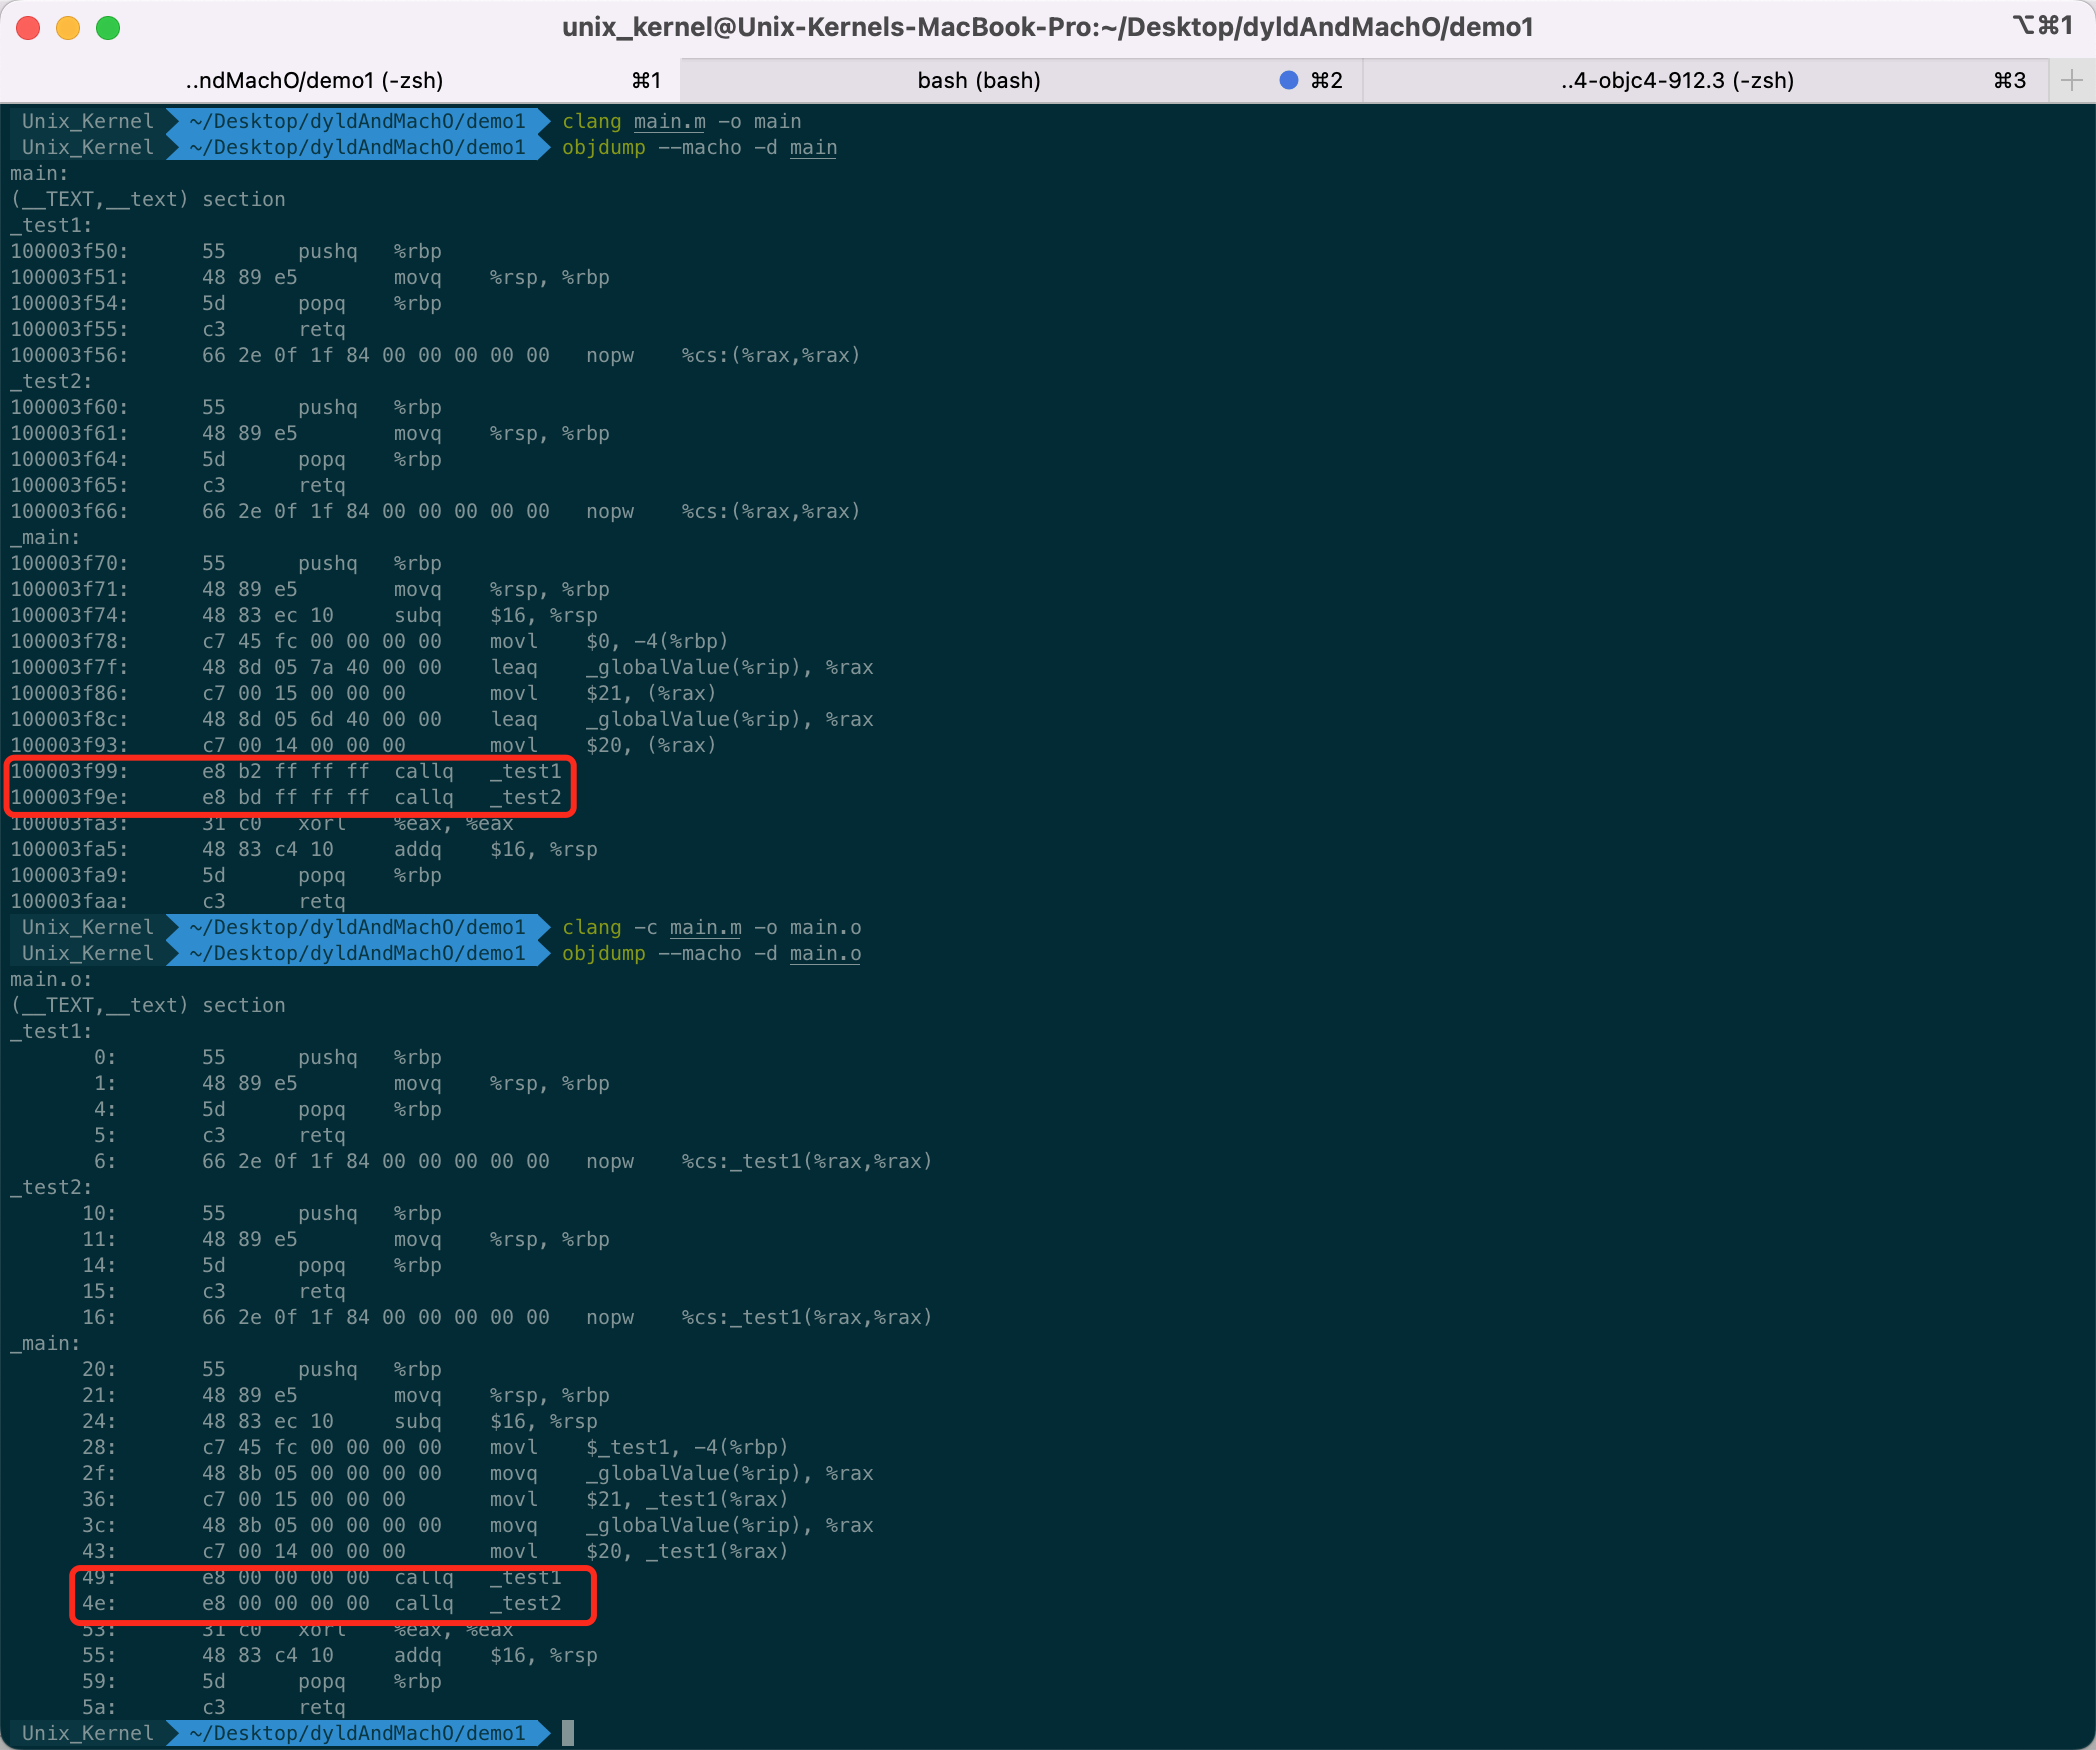 unix_kernel@Unix-Kernels-MacBook-Pro:~/Desktop/dyldAndMachO/demo1 ⌥⌘1
..ndMachO/demo1 (-zsh) ⌘1 bash (bash) ⌘2 ..4-objc4-912.3 (-zsh) ⌘3 +
Unix_Kernel ~/Desktop/dyldAndMachO/demo1 clang main.m -o main
Unix_Kernel ~/Desktop/dyldAndMachO/demo1 objdump --macho -d main
main:
(__TEXT,__text) section
_test1:
100003f50: 55 pushq %rbp
100003f51: 48 89 e5 movq %rsp, %rbp
100003f54: 5d popq %rbp
100003f55: c3 retq
100003f56: 66 2e 0f 1f 84 00 00 00 00 00 nopw %cs:(%rax,%rax)
_test2:
100003f60: 55 pushq %rbp
100003f61: 48 89 e5 movq %rsp, %rbp
100003f64: 5d popq %rbp
100003f65: c3 retq
100003f66: 66 2e 0f 1f 84 00 00 00 00 00 nopw %cs:(%rax,%rax)
_main:
100003f70: 55 pushq %rbp
100003f71: 48 89 e5 movq %rsp, %rbp
100003f74: 48 83 ec 10 subq $16, %rsp
100003f78: c7 45 fc 00 00 00 00 movl $0, -4(%rbp)
100003f7f: 48 8d 05 7a 40 00 00 leaq _globalValue(%rip), %rax
100003f86: c7 00 15 00 00 00 movl $21, (%rax)
100003f8c: 48 8d 05 6d 40 00 00 leaq _globalValue(%rip), %rax
100003f93: c7 00 14 00 00 00 movl $20, (%rax)
100003f99: e8 b2 ff ff ff callq _test1
100003f9e: e8 bd ff ff ff callq _test2
100003fa3: 31 c0 xorl %eax, %eax
100003fa5: 48 83 c4 10 addq $16, %rsp
100003fa9: 5d popq %rbp
100003faa: c3 retq
Unix_Kernel ~/Desktop/dyldAndMachO/demo1 clang -c main.m -o main.o
Unix_Kernel ~/Desktop/dyldAndMachO/demo1 objdump --macho -d main.o
main.o:
(__TEXT,__text) section
_test1:
0: 55 pushq %rbp
1: 48 89 e5 movq %rsp, %rbp
4: 5d popq %rbp
5: c3 retq
6: 66 2e 0f 1f 84 00 00 00 00 00 nopw %cs:_test1(%rax,%rax)
_test2:
10: 55 pushq %rbp
11: 48 89 e5 movq %rsp, %rbp
14: 5d popq %rbp
15: c3 retq
16: 66 2e 0f 1f 84 00 00 00 00 00 nopw %cs:_test1(%rax,%rax)
_main:
20: 55 pushq %rbp
21: 48 89 e5 movq %rsp, %rbp
24: 48 83 ec 10 subq $16, %rsp
28: c7 45 fc 00 00 00 00 movl $_test1, -4(%rbp)
2f: 48 8b 05 00 00 00 00 movq _globalValue(%rip), %rax
36: c7 00 15 00 00 00 movl $21, _test1(%rax)
3c: 48 8b 05 00 00 00 00 movq _globalValue(%rip), %rax
43: c7 00 14 00 00 00 movl $20, _test1(%rax)
49: e8 00 00 00 00 callq _test1
4e: e8 00 00 00 00 callq _test2
53: 31 c0 xorl %eax, %eax
55: 48 83 c4 10 addq $16, %rsp
59: 5d popq %rbp
5a: c3 retq
Unix_Kernel ~/Desktop/dyldAndMachO/demo1